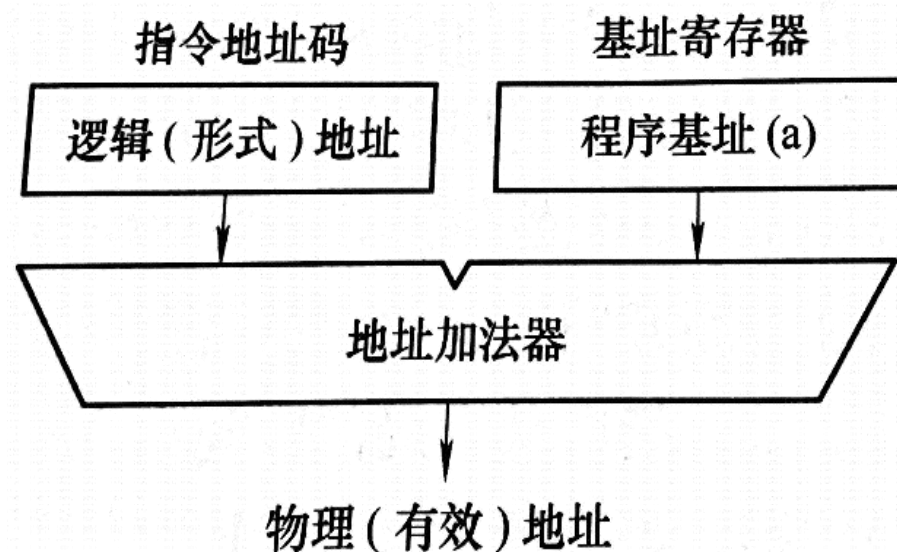 指令地址码
基址寄存器
逻辑(形式)地址
程序基址(a)
地址加法器
物理(有效)地址